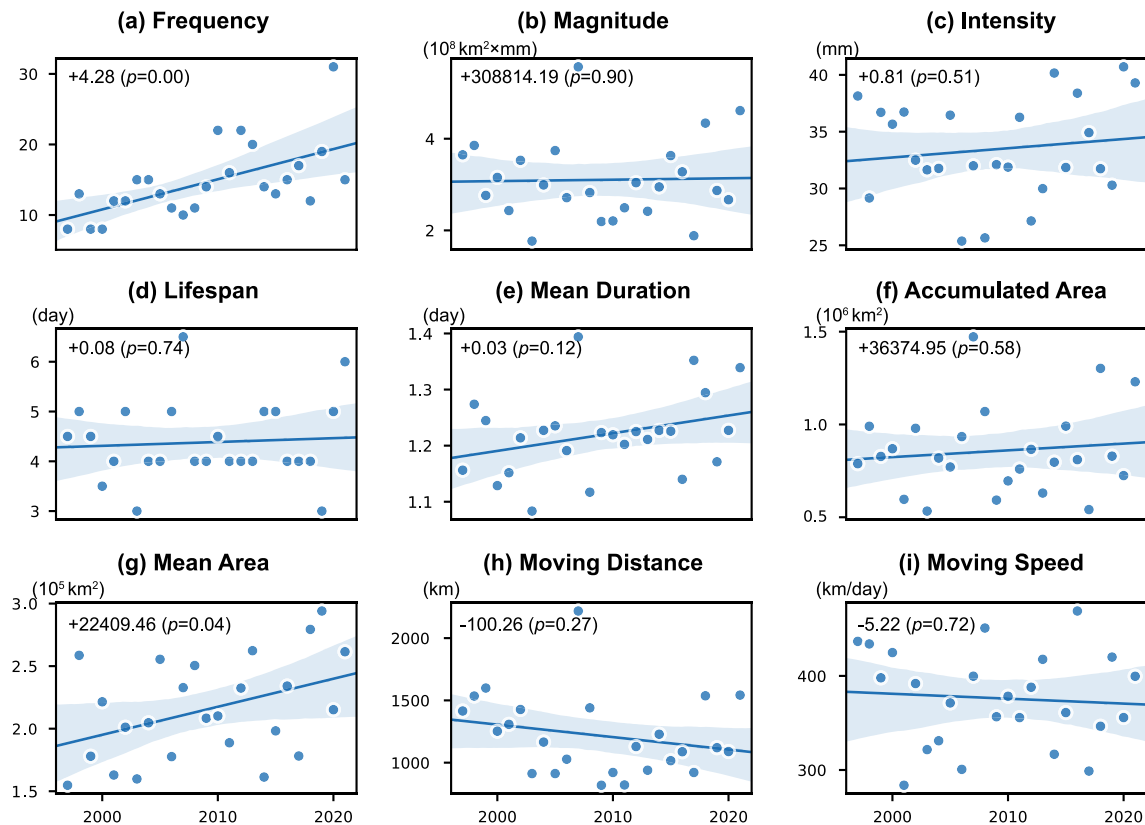 (a) Frequency
(b) Magnitude
(c) Intensity
(10⁸ km²×mm)
(mm)
+4.28 (p=0.00)
+308814.19 (p=0.90)
+0.81 (p=0.51)
30
20
10
4
2
40
35
30
25
(d) Lifespan
(e) Mean Duration
(f) Accumulated Area
(day)
(day)
(10⁶ km²)
+0.08 (p=0.74)
+0.03 (p=0.12)
+36374.95 (p=0.58)
6
5
4
3
1.4
1.3
1.2
1.1
1.5
1.0
0.5
(g) Mean Area
(h) Moving Distance
(i) Moving Speed
(10⁵ km²)
(km)
(km/day)
+22409.46 (p=0.04)
-100.26 (p=0.27)
-5.22 (p=0.72)
3.0
2.5
2.0
1.5
2000
1500
1000
400
300
2000 2010 2020
2000 2010 2020
2000 2010 2020